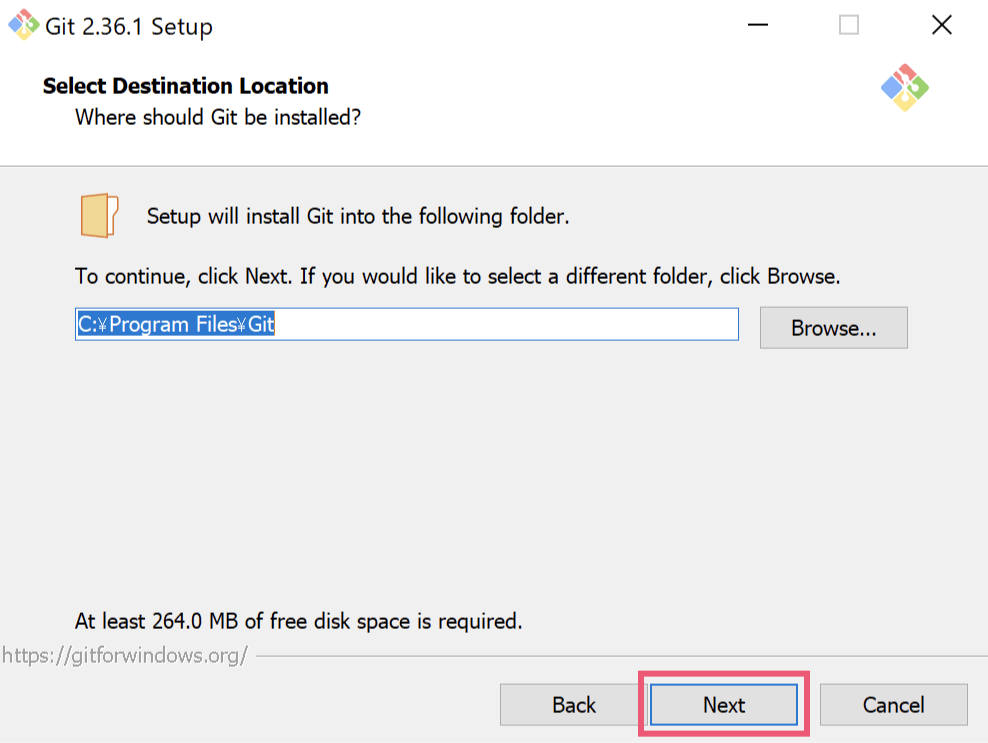 Git 2.36.1 Setup
Select Destination Location
Where should Git be installed?
Setup will install Git into the following folder.
To continue, click Next. If you would like to select a different folder, click Browse.
C:¥Program Files¥Git
Browse...
At least 264.0 MB of free disk space is required.
https://gitforwindows.org/
Back
Next
Cancel